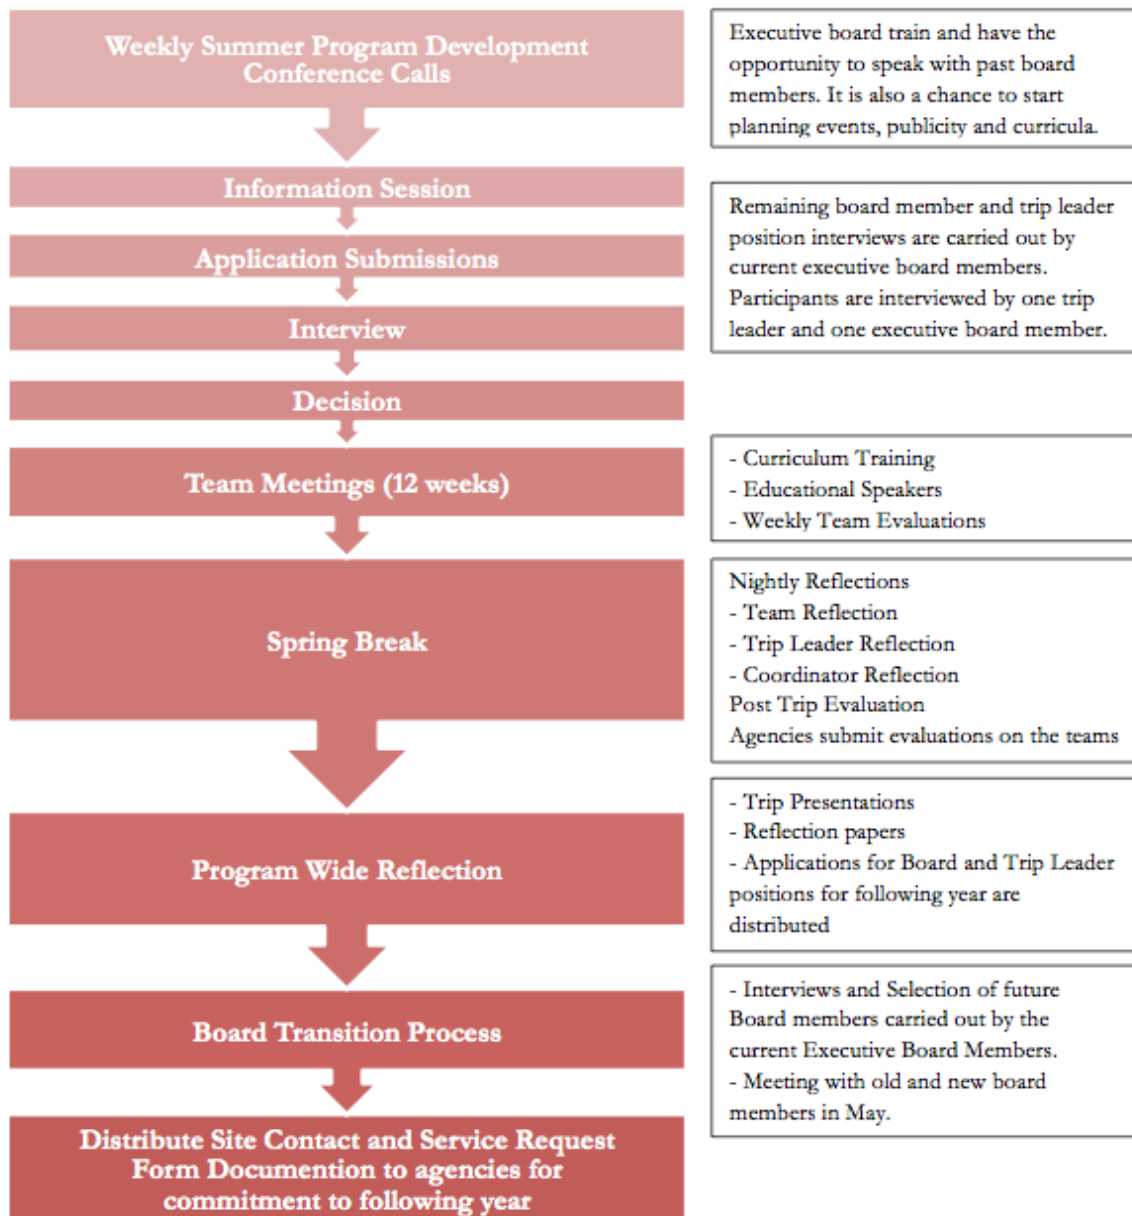 Weekly Summer Program Development
Conference Calls
Executive board train and have the
opportunity to speak with past board
members. It is also a chance to start
planning events, publicity and curricula.
Information Session
Application Submissions
Interview
Decision
Remaining board member and trip leader
position interviews are carried out by
current executive board members.
Participants are interviewed by one trip
leader and one executive board member.
Team Meetings (12 weeks)
- Curriculum Training
- Educational Speakers
- Weekly Team Evaluations
Spring Break
Nightly Reflections
- Team Reflection
- Trip Leader Reflection
- Coordinator Reflection
Post Trip Evaluation
Agencies submit evaluations on the teams
Program Wide Reflection
- Trip Presentations
- Reflection papers
- Applications for Board and Trip Leader
positions for following year are
distributed
Board Transition Process
- Interviews and Selection of future
Board members carried out by the
current Executive Board Members.
- Meeting with old and new board
members in May.
Distribute Site Contact and Service Request
Form Documention to agencies for
commitment to following year